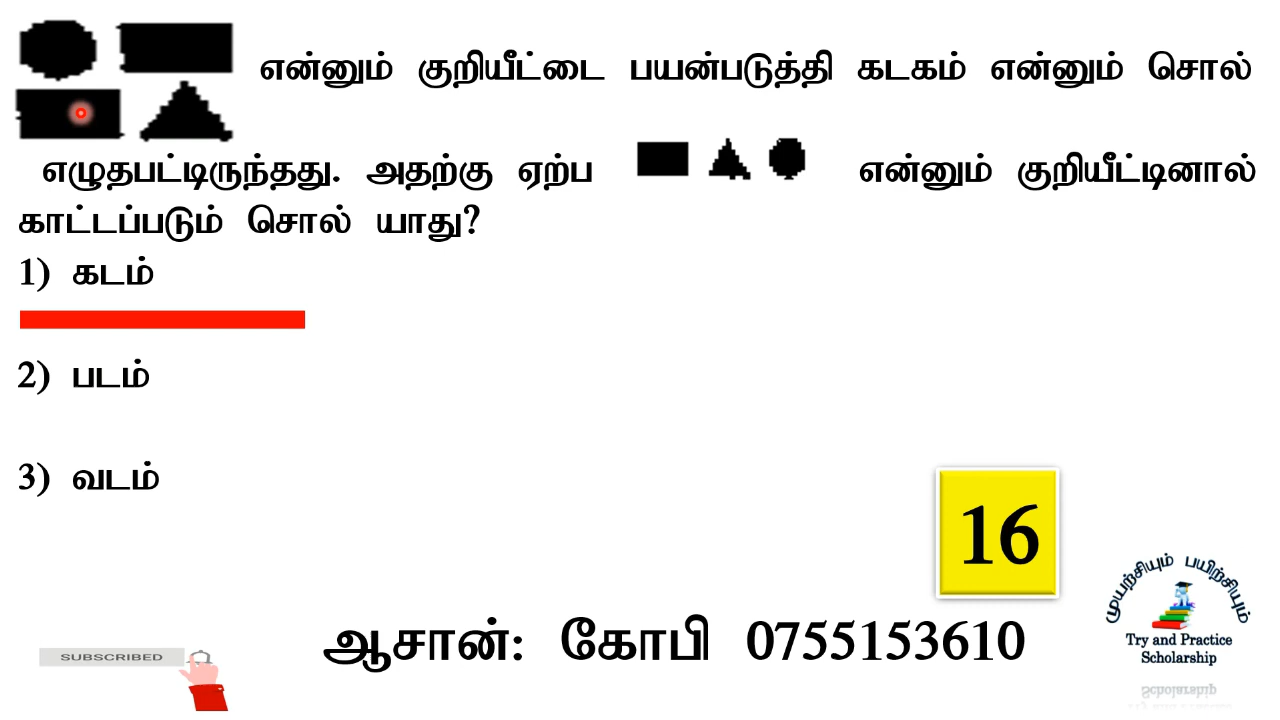 என்னும் குறியீட்டை பயன்படுத்தி கடகம் என்னும் சொல்
எழுதபட்டிருந்தது. அதற்கு ஏற்ப என்னும் குறியீட்டினால்
காட்டப்படும் சொல் யாது?
1) கடம்
2) படம்
3) வடம்
16
முயற்சியும் பயிற்சியும்
Try and Practice
Scholarship
ஆசான்: கோபி 0755153610
SUBSCRIBED